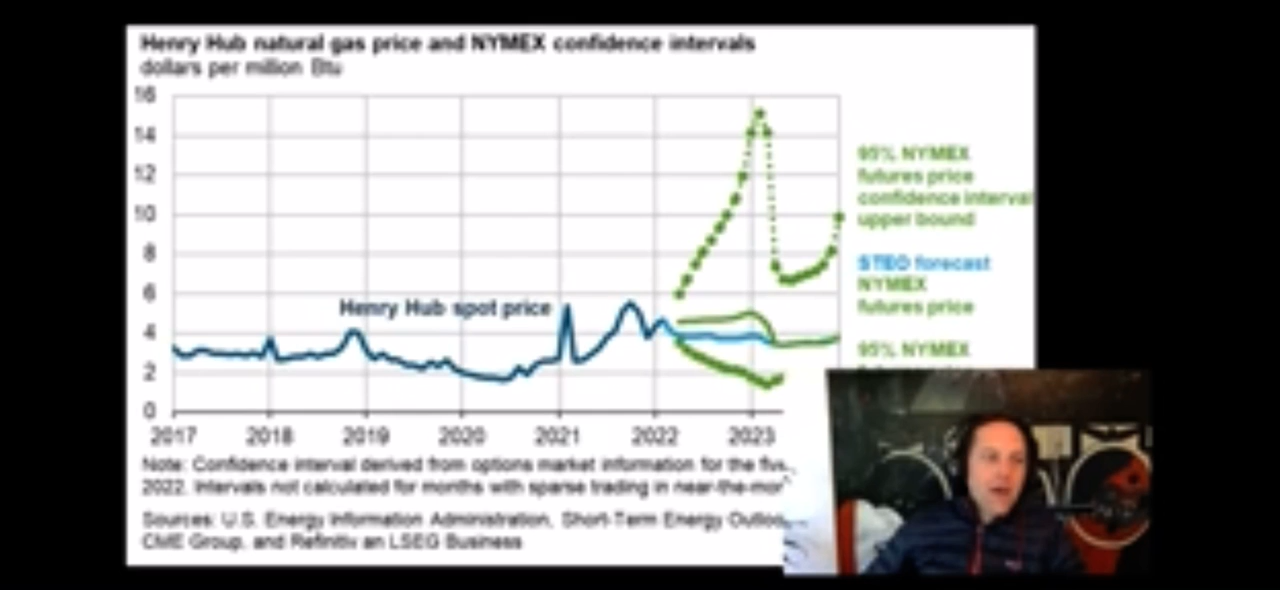 Henry Hub natural gas price and NYMEX confidence intervals
dollars per million Btu
16
14
12
10
8
6
4
2
0
2017 2018 2019 2020 2021 2022 2023
Henry Hub spot price
95% NYMEX
futures price
confidence interval
upper bound
STEO forecast
NYMEX
futures price
95% NYMEX
Note: Confidence interval derived from options market information for the
2022. Intervals not calculated for months with sparse trading in
Sources: U.S. Energy Information Administration, Short-Term Energy
CME Group, and Refinitiv an LSEG Business